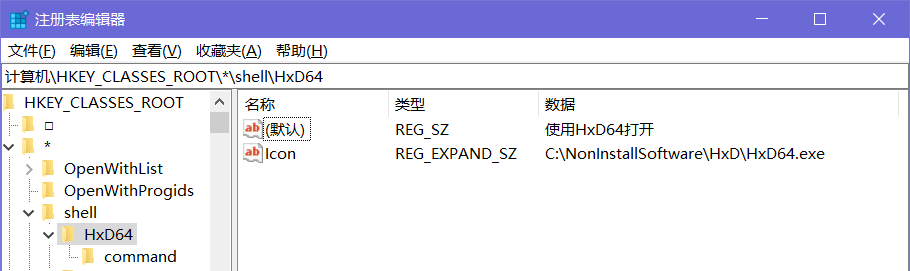 注册表编辑器
文件(F) 编辑(E) 查看(V) 收藏夹(A) 帮助(H)
计算机\HKEY_CLASSES_ROOT\*\shell\HxD64
HKEY_CLASSES_ROOT
*
OpenWithList
OpenWithProgids
shell
HxD64
command
名称 类型 数据
ab (默认) REG_SZ 使用HxD64打开
ab Icon REG_EXPAND_SZ C:\NonInstallSoftware\HxD\HxD64.exe